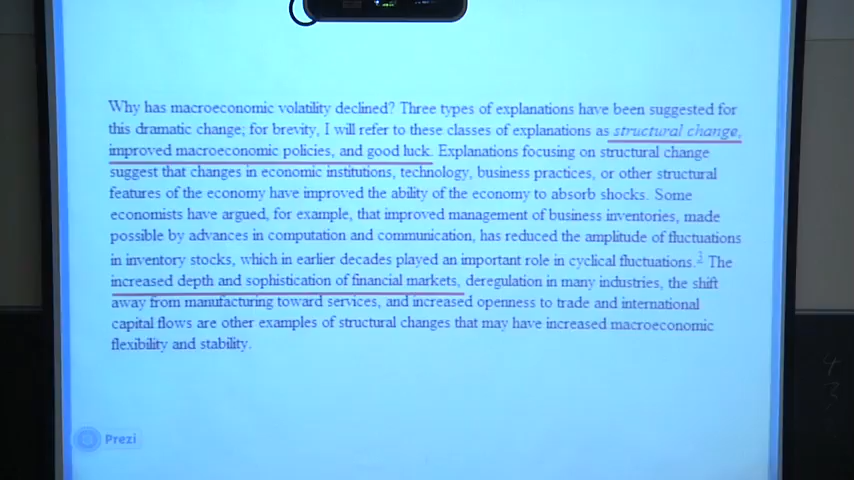 Why has macroeconomic volatility declined? Three types of explanations have been suggested for
this dramatic change; for brevity, I will refer to these classes of explanations as structural change,
improved macroeconomic policies, and good luck. Explanations focusing on structural change
suggest that changes in economic institutions, technology, business practices, or other structural
features of the economy have improved the ability of the economy to absorb shocks. Some
economists have argued, for example, that improved management of business inventories, made
possible by advances in computation and communication, has reduced the amplitude of fluctuations
in inventory stocks, which in earlier decades played an important role in cyclical fluctuations. The
increased depth and sophistication of financial markets, deregulation in many industries, the shift
away from manufacturing toward services, and increased openness to trade and international
capital flows are other examples of structural changes that may have increased macroeconomic
flexibility and stability.
Prezi